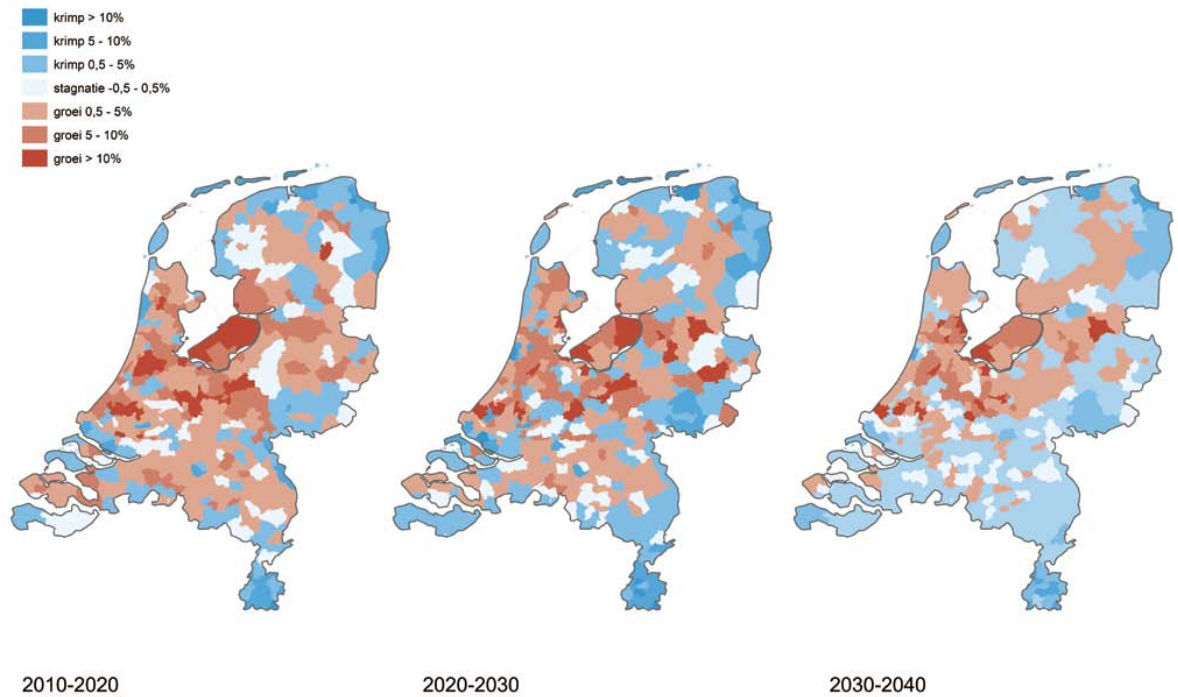 krimp > 10%
krimp 5 - 10%
krimp 0,5 - 5%
stagnatie -0,5 - 0,5%
groei 0,5 - 5%
groei 5 - 10%
groei > 10%
2010-2020
2020-2030
2030-2040